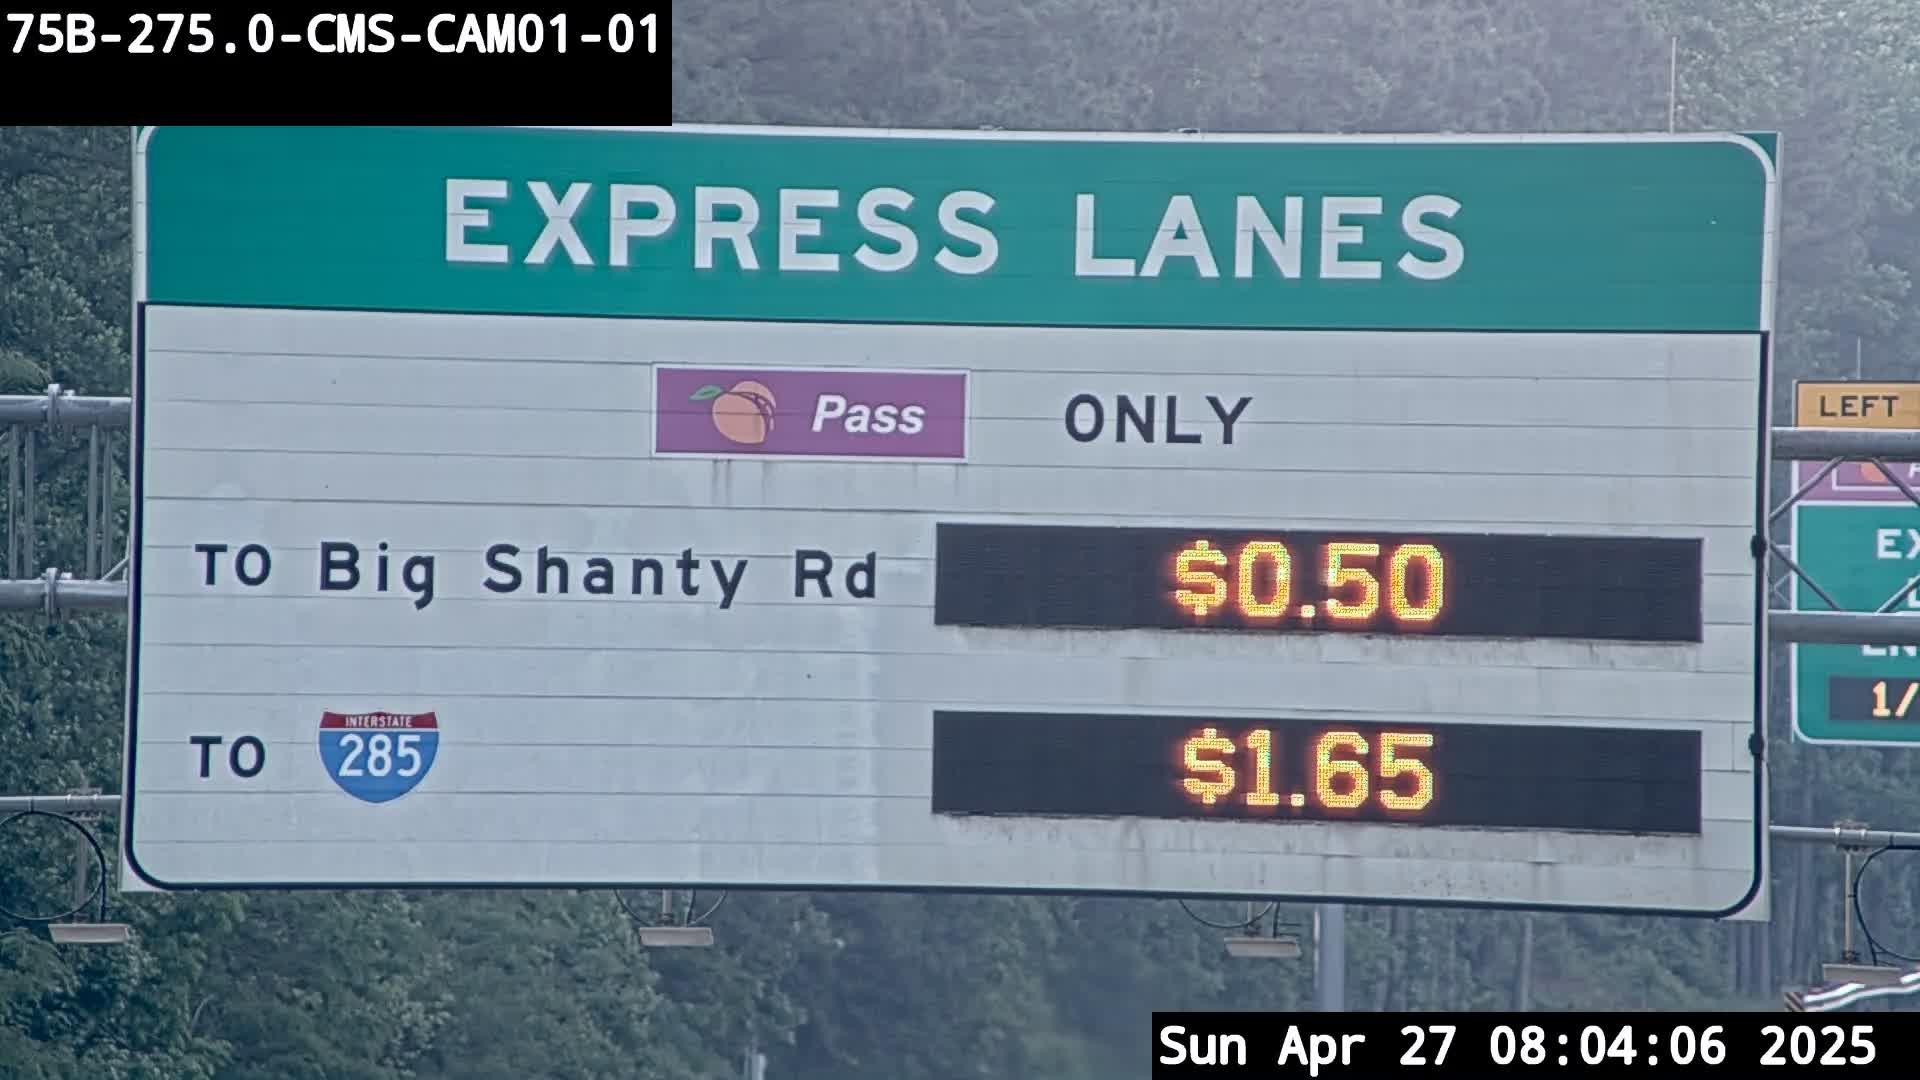 75B-275.0-CMS-CAM01-01
EXPRESS LANES
Pass ONLY
TO Big Shanty Rd $0.50
TO INTERSTATE 285 $1.65
LEFT
1/
Sun Apr 27 08:04:06 2025